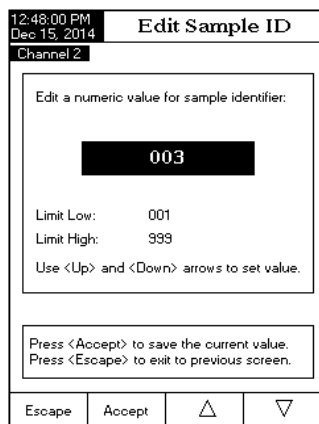 12:48:00 PM
Dec 15, 2014
Edit Sample ID
Channel 2
Edit a numeric value for sample identifier:
003
Limit Low: 001
Limit High: 999
Use <Up> and <Down> arrows to set value.
Press <Accept> to save the current value.
Press <Escape> to exit to previous screen.
Escape Accept △ ▽